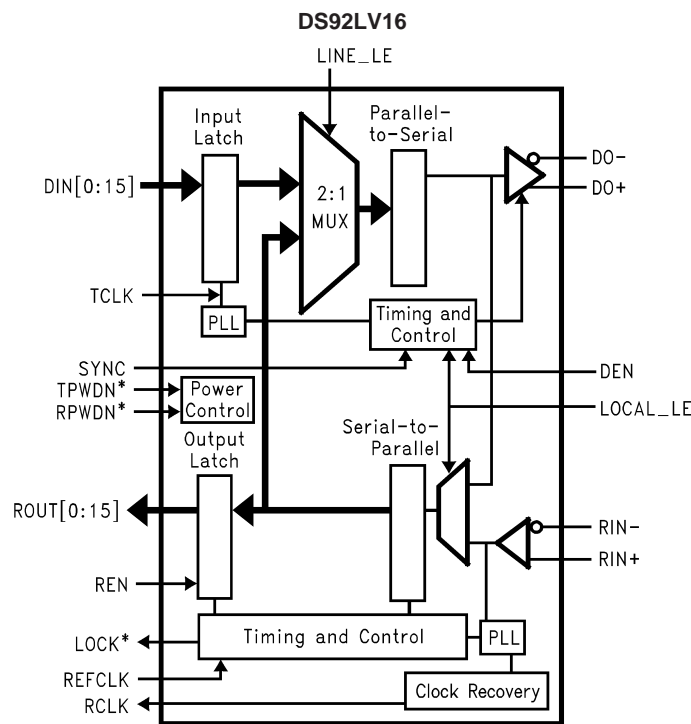 DS92LV16
LINE_LE
Input
Latch
Parallel-
to-Serial
DIN[0:15]
2:1
MUX
DO-
DO+
TCLK
PLL
Timing and
Control
SYNC
DEN
TPWDN*
RPWDN*
Power
Control
LOCAL_LE
Output
Latch
Serial-to-
Parallel
ROUT[0:15]
RIN-
RIN+
REN
LOCK*
Timing and Control
PLL
REFCLK
RCLK
Clock Recovery